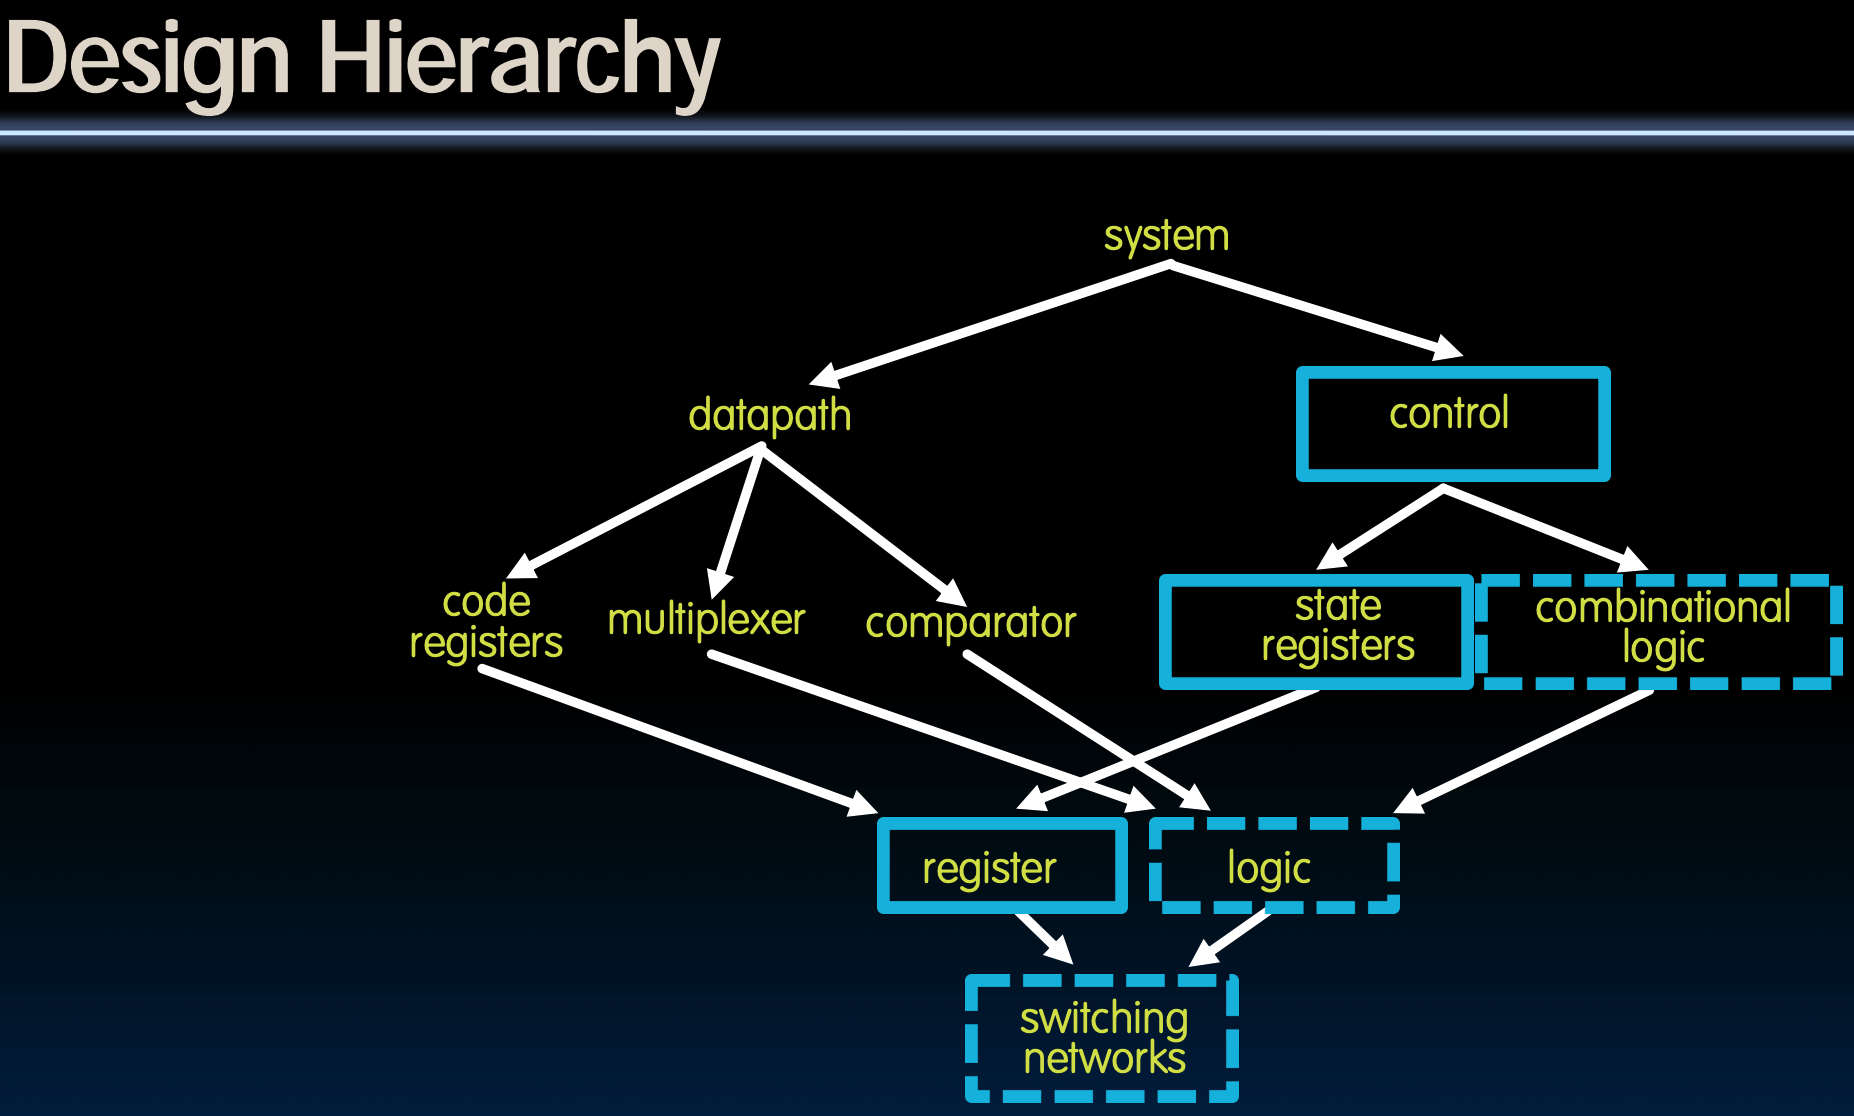 Design Hierarchy
system
datapath
control
code
registers
multiplexer
comparator
state
registers
combinational
logic
register
logic
switching
networks